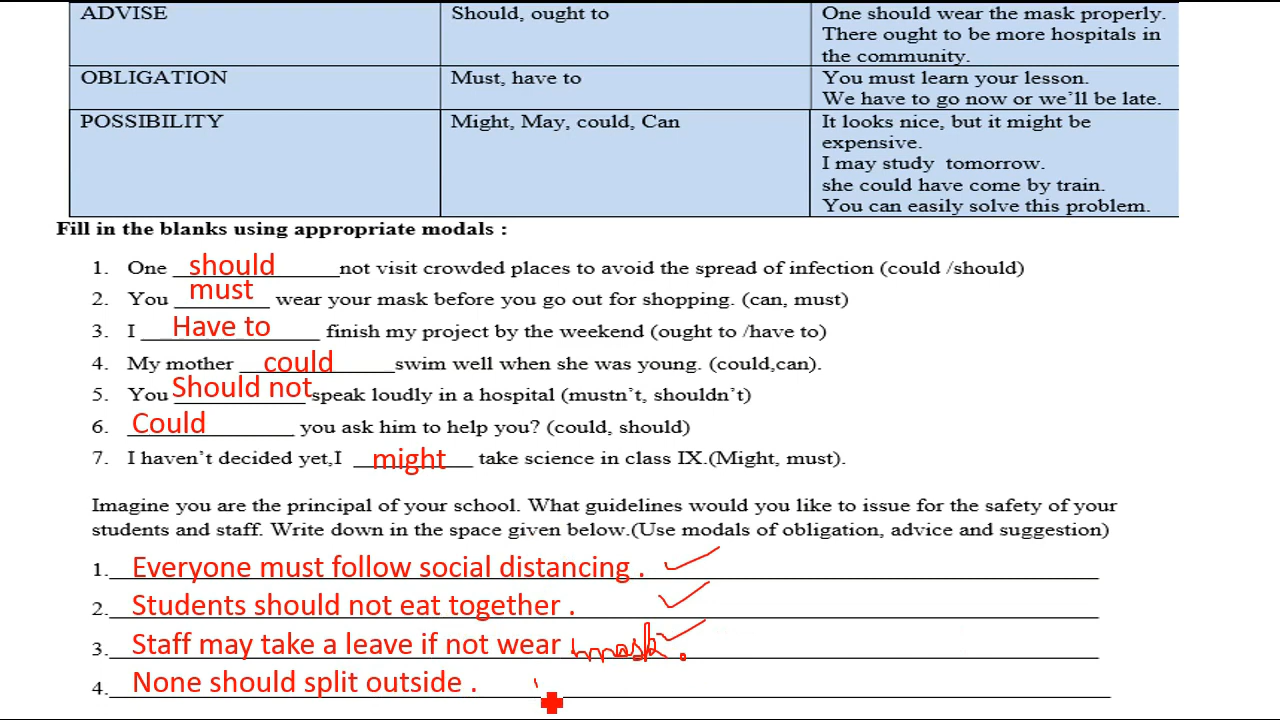 ADVISE Should, ought to One should wear the mask properly.
There ought to be more hospitals in
the community.
OBLIGATION Must, have to You must learn your lesson.
We have to go now or we'll be late.
POSSIBILITY Might, May, could, Can It looks nice, but it might be
expensive.
I may study tomorrow.
she could have come by train.
You can easily solve this problem.
Fill in the blanks using appropriate modals :
1. One should not visit crowded places to avoid the spread of infection (could /should)
2. You must wear your mask before you go out for shopping. (can, must)
3. I Have to finish my project by the weekend (ought to /have to)
4. My mother could swim well when she was young. (could,can).
5. You Should not speak loudly in a hospital (mustn't, shouldn't)
6. Could you ask him to help you? (could, should)
7. I haven't decided yet,I might take science in class IX.(Might, must).
Imagine you are the principal of your school. What guidelines would you like to issue for the safety of your
students and staff. Write down in the space given below.(Use modals of obligation, advice and suggestion)
1. Everyone must follow social distancing .
2. Students should not eat together .
3. Staff may take a leave if not wear mask .
4. None should split outside .